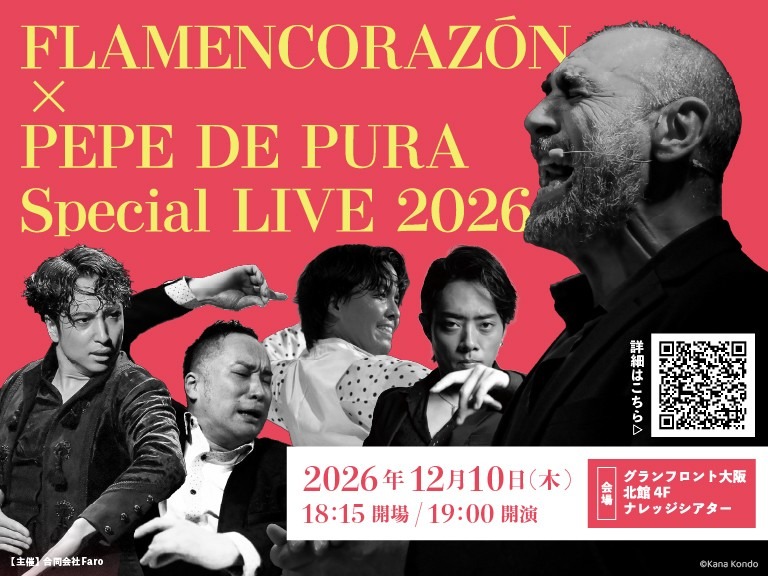 FLAMENCORAZÓN
×
PEPE DE PURA
Special LIVE 2026
詳細はこちら▷
2026年12月10日(木)
18:15 開場 / 19:00 開演
会場
グランフロント大阪
北館 4F
ナレッジシアター
【主催】合同会社Faro
©Kana Kondo